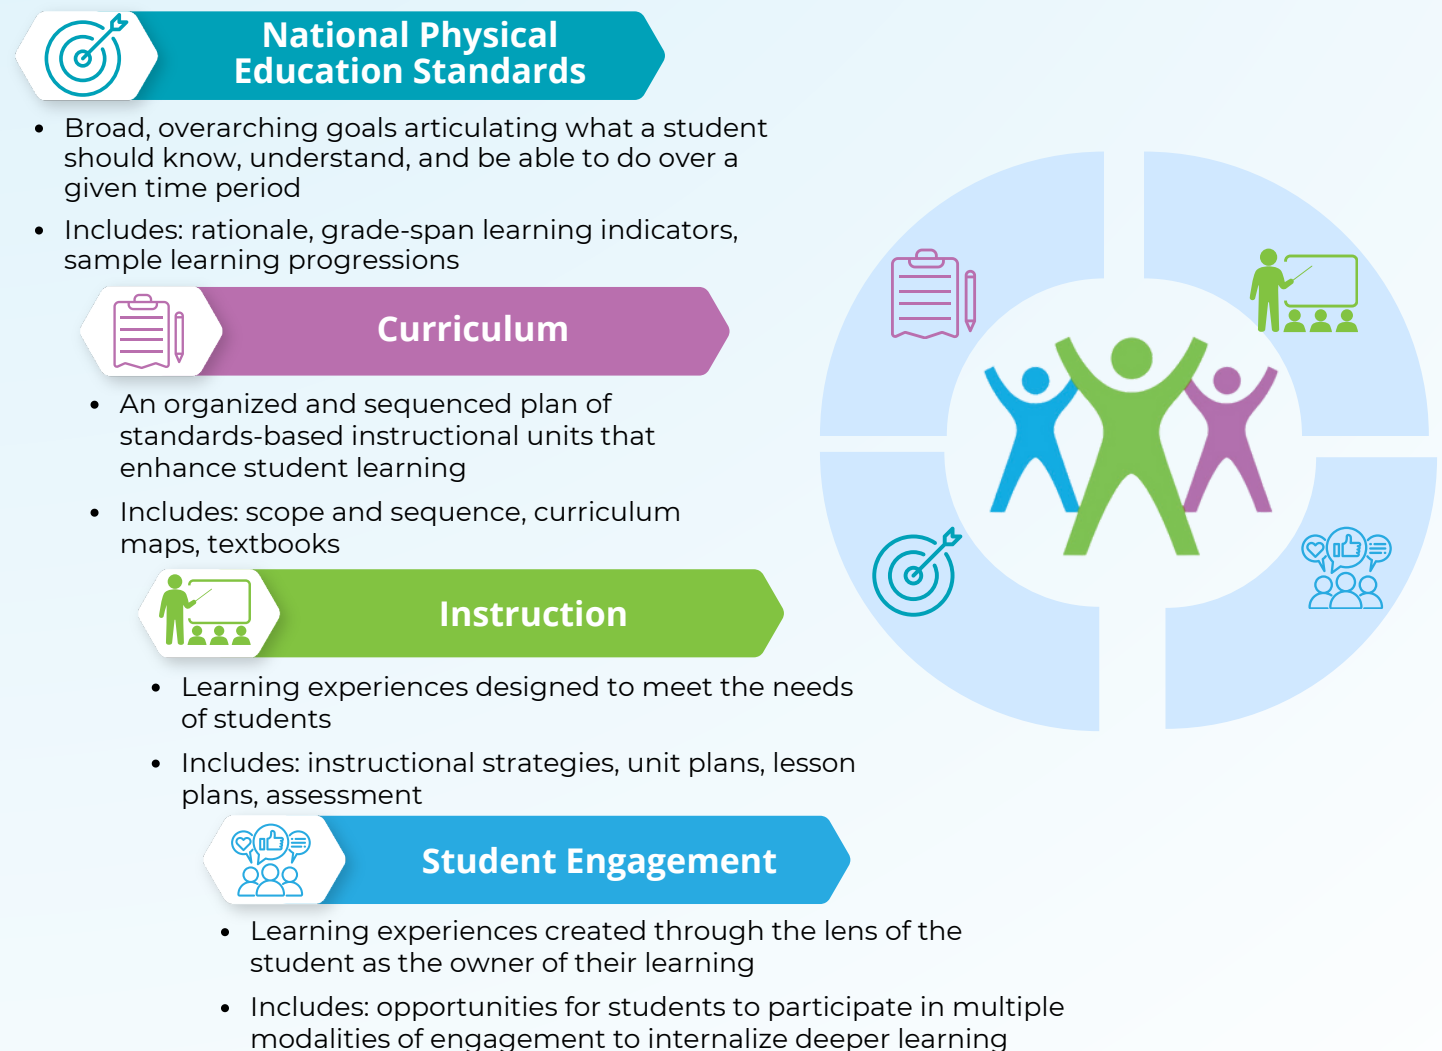 National Physical
Education Standards
• Broad, overarching goals articulating what a student
should know, understand, and be able to do over a
given time period
• Includes: rationale, grade-span learning indicators,
sample learning progressions
Curriculum
• An organized and sequenced plan of
standards-based instructional units that
enhance student learning
• Includes: scope and sequence, curriculum
maps, textbooks
Instruction
• Learning experiences designed to meet the needs
of students
• Includes: instructional strategies, unit plans, lesson
plans, assessment
Student Engagement
• Learning experiences created through the lens of the
student as the owner of their learning
• Includes: opportunities for students to participate in multiple
modalities of engagement to internalize deeper learning